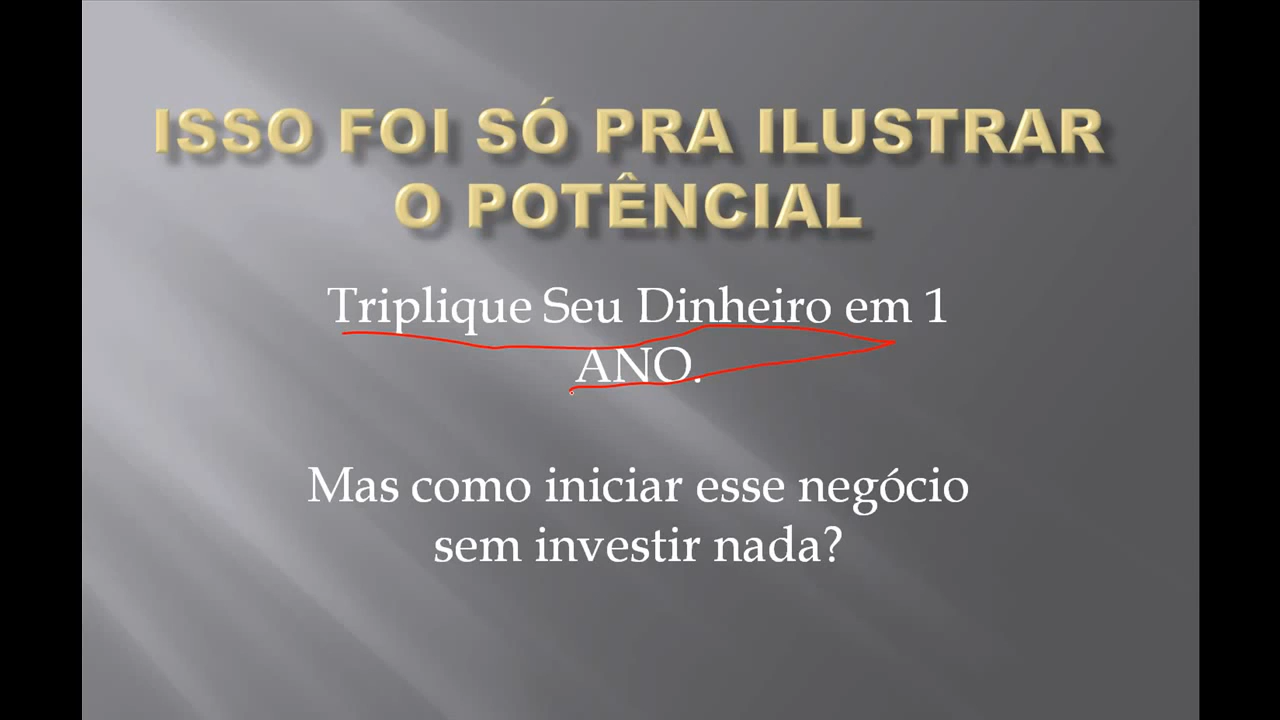 ISSO FOI SÓ PRA ILUSTRAR
O POTÊNCIAL
Triplique Seu Dinheiro em 1
ANO.
Mas como iniciar esse negócio
sem investir nada?